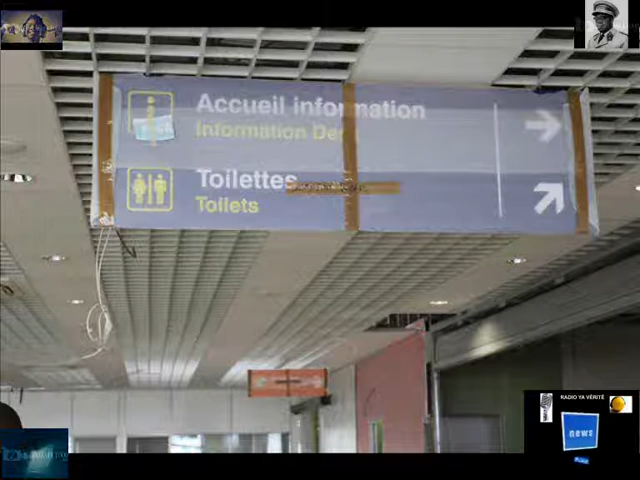 Accueil information
Information De
Toilettes
Toilets
RADIO YA VÉRITÉ
news